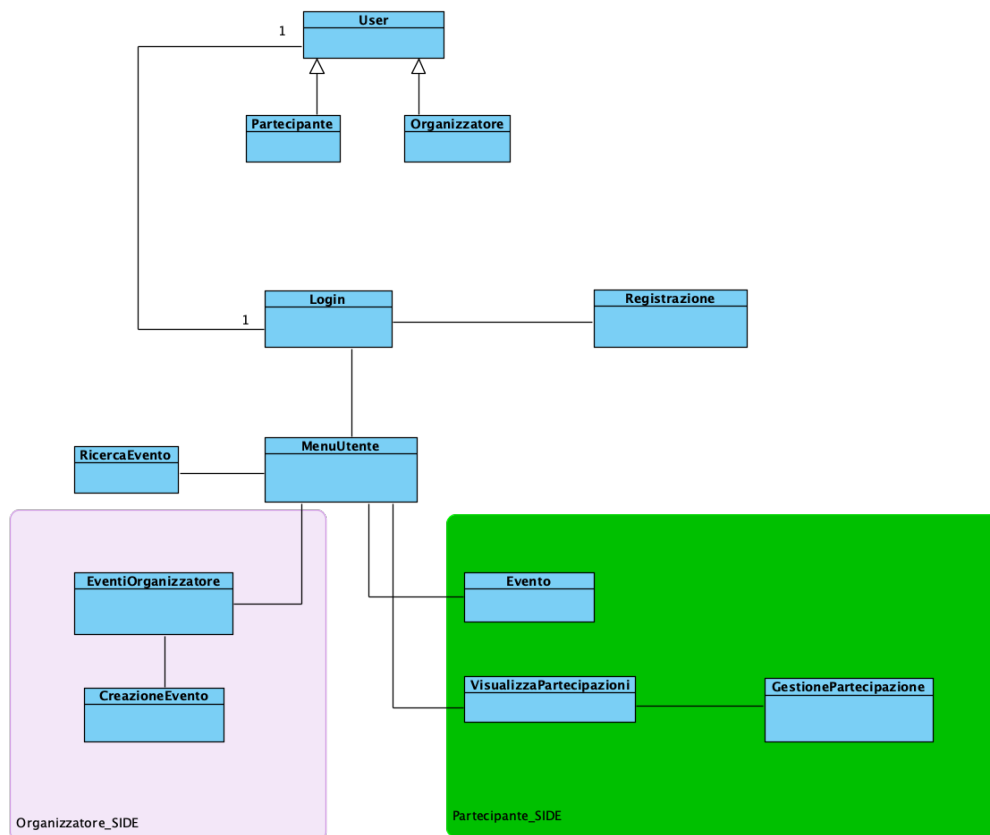 User
1
Partecipante
Organizzatore
Login
Registrazione
1
MenuUtente
RicercaEvento
EventiOrganizzatore
Evento
VisualizzaPartecipazioni
GestionePartecipazione
CreazioneEvento
Organizzatore_SIDE
Partecipante_SIDE